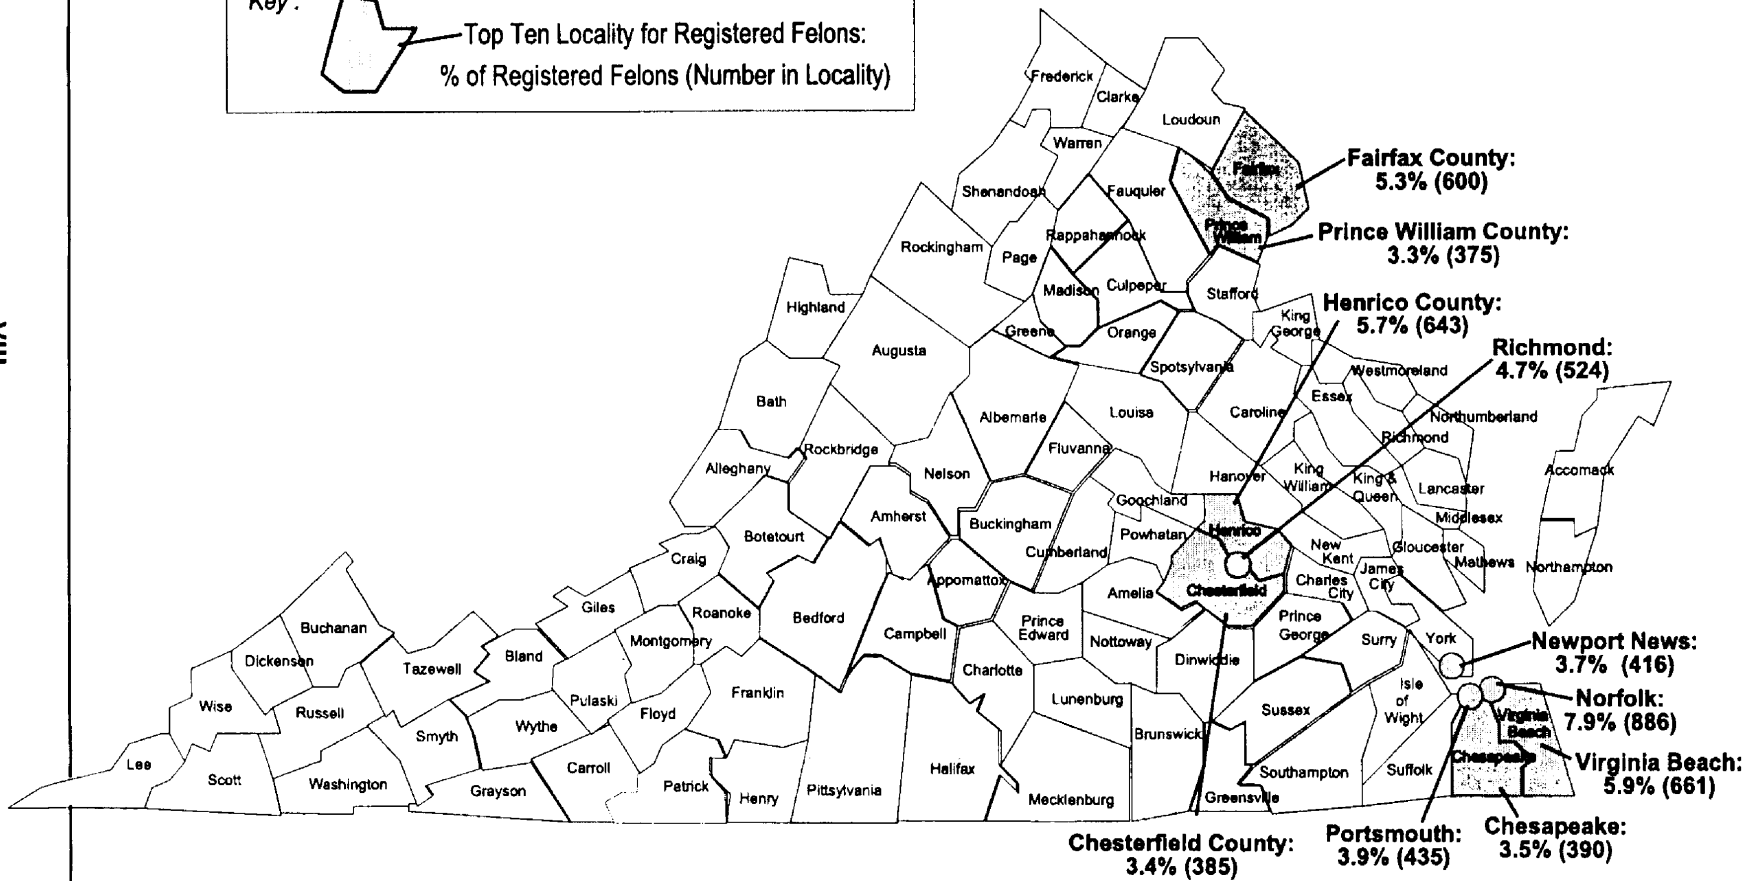 Key :
Top Ten Locality for Registered Felons:
% of Registered Felons (Number in Locality)
Frederick
Clarke
Loudoun
Warren
Fairfax
Fairfax County:
5.3% (600)
Shenandoah
Fauquier
Prince
William
Prince William County:
3.3% (375)
Rappahannock
Rockingham
Page
Madison
Culpeper
Stafford
Highland
Henrico County:
5.7% (643)
King
George
Greene
Orange
Richmond:
4.7% (524)
Augusta
Spotsylvania
Westmoreland
Bath
Essex
Albemarle
Louisa
Caroline
Northumberland
Richmond
Rockbridge
Fluvanna
Alleghany
Nelson
Hanover
King
William
King &
Queen
Lancaster
Accomack
Goochland
Amherst
Buckingham
Middlesex
Botetourt
Powhatan
Henrico
Cumberland
New
Kent
Gloucester
Craig
Mathews
Northampton
James
City
Appomattox
Charles
City
Amelia
Chesterfield
Giles
Roanoke
Bedford
Prince
Edward
Prince
George
Buchanan
Montgomery
Campbell
Nottoway
Surry
York
Newport News:
3.7% (416)
Dickenson
Tazewell
Bland
Dinwiddie
Charlotte
Franklin
Pulaski
Lunenburg
Isle
of
Wight
Norfolk:
7.9% (886)
Wise
Russell
Wythe
Floyd
Sussex
Virginia
Beach
Smyth
Brunswick
Chesapeake
Virginia Beach:
5.9% (661)
Lee
Scott
Washington
Carroll
Halifax
Southampton
Suffolk
Grayson
Patrick
Henry
Pittsylvania
Mecklenburg
Greensville
Chesterfield County:
3.4% (385)
Portsmouth:
3.9% (435)
Chesapeake:
3.5% (390)